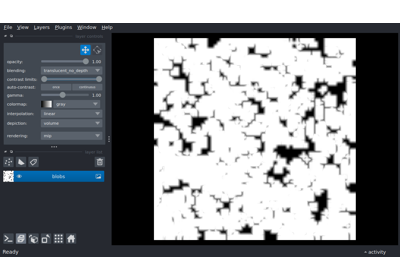 File View Layers Plugins Window Help
opacity: 1.00
blending: translucent_no_depth
contrast limits:
auto-contrast: once continuous
gamma: 1.00
colormap: gray
interpolation: linear
depiction: volume
rendering: mip
blobs
Ready
activity